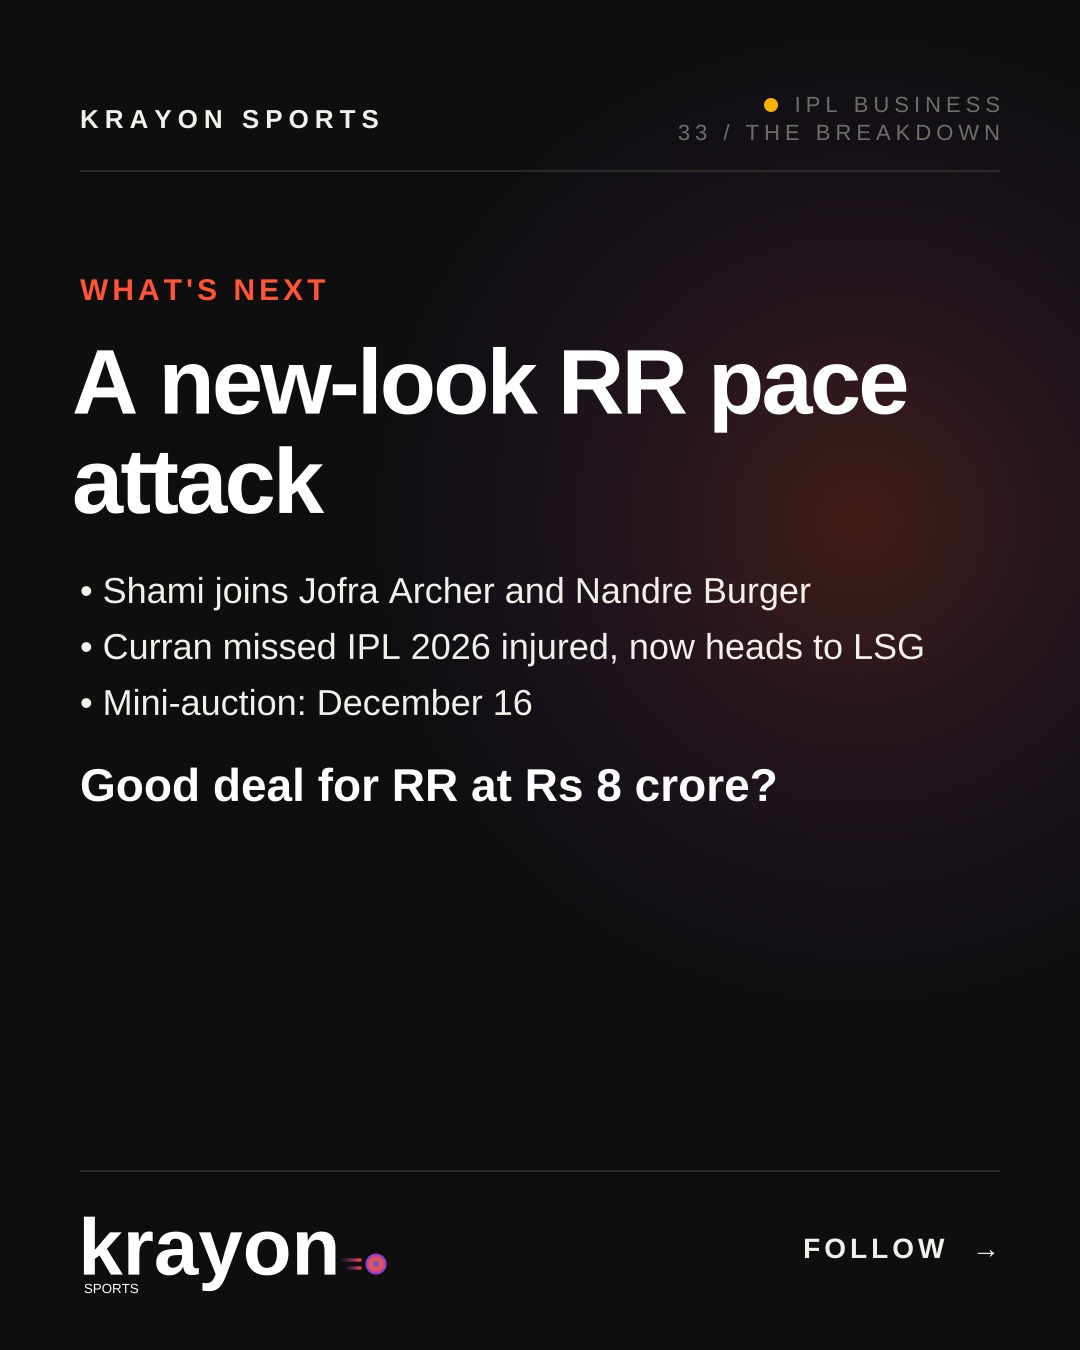 KRAYON SPORTS
IPL BUSINESS
33 / THE BREAKDOWN
WHAT'S NEXT
A new-look RR pace
attack
• Shami joins Jofra Archer and Nandre Burger
• Curran missed IPL 2026 injured, now heads to LSG
• Mini-auction: December 16
Good deal for RR at Rs 8 crore?
krayon
SPORTS
FOLLOW →